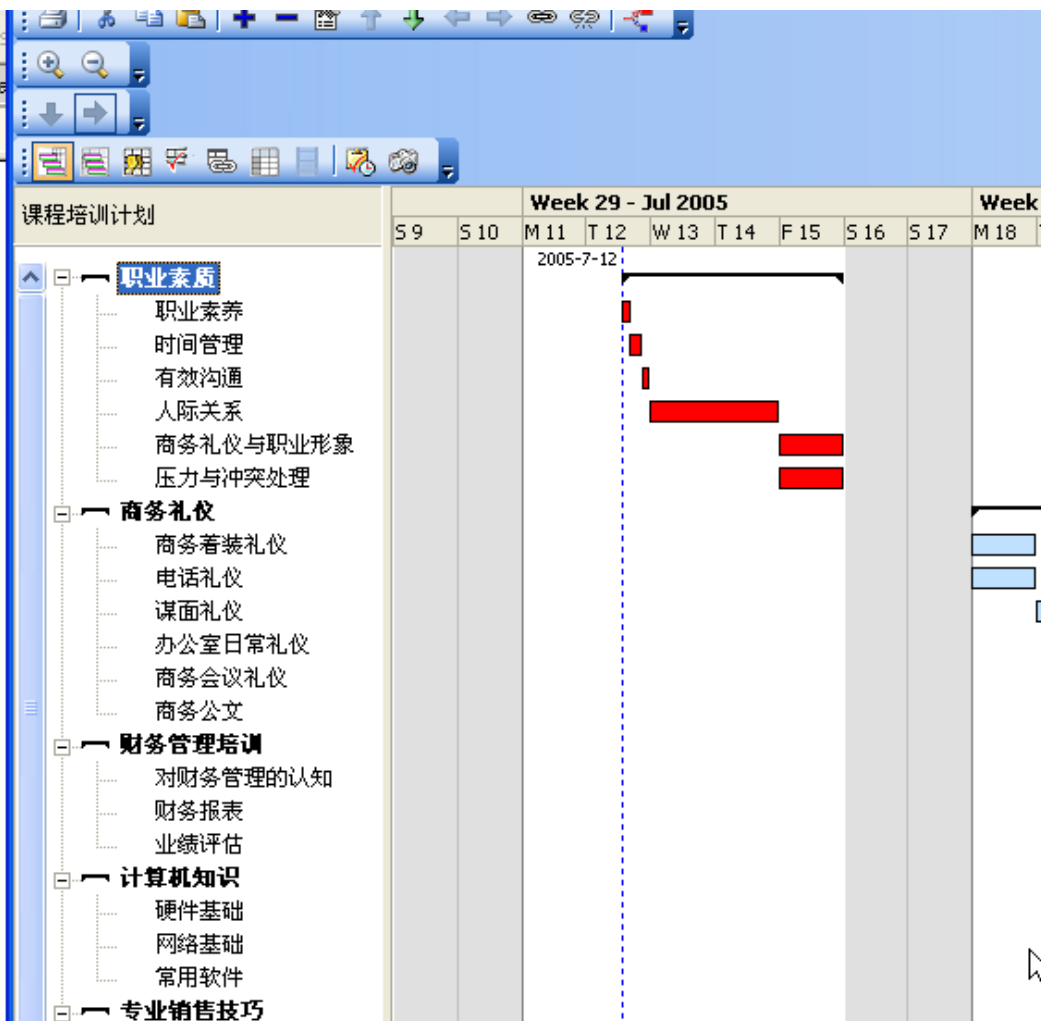 课程培训计划
Week 29 - Jul 2005
Week
S 9 S 10 M 11 T 12 W 13 T 14 F 15 S 16 S 17 M 18
2005-7-12
职业素质
职业素养
时间管理
有效沟通
人际关系
商务礼仪与职业形象
压力与冲突处理
商务礼仪
商务着装礼仪
电话礼仪
谋面礼仪
办公室日常礼仪
商务会议礼仪
商务公文
财务管理培训
对财务管理的认知
财务报表
业绩评估
计算机知识
硬件基础
网络基础
常用软件
专业销售技巧